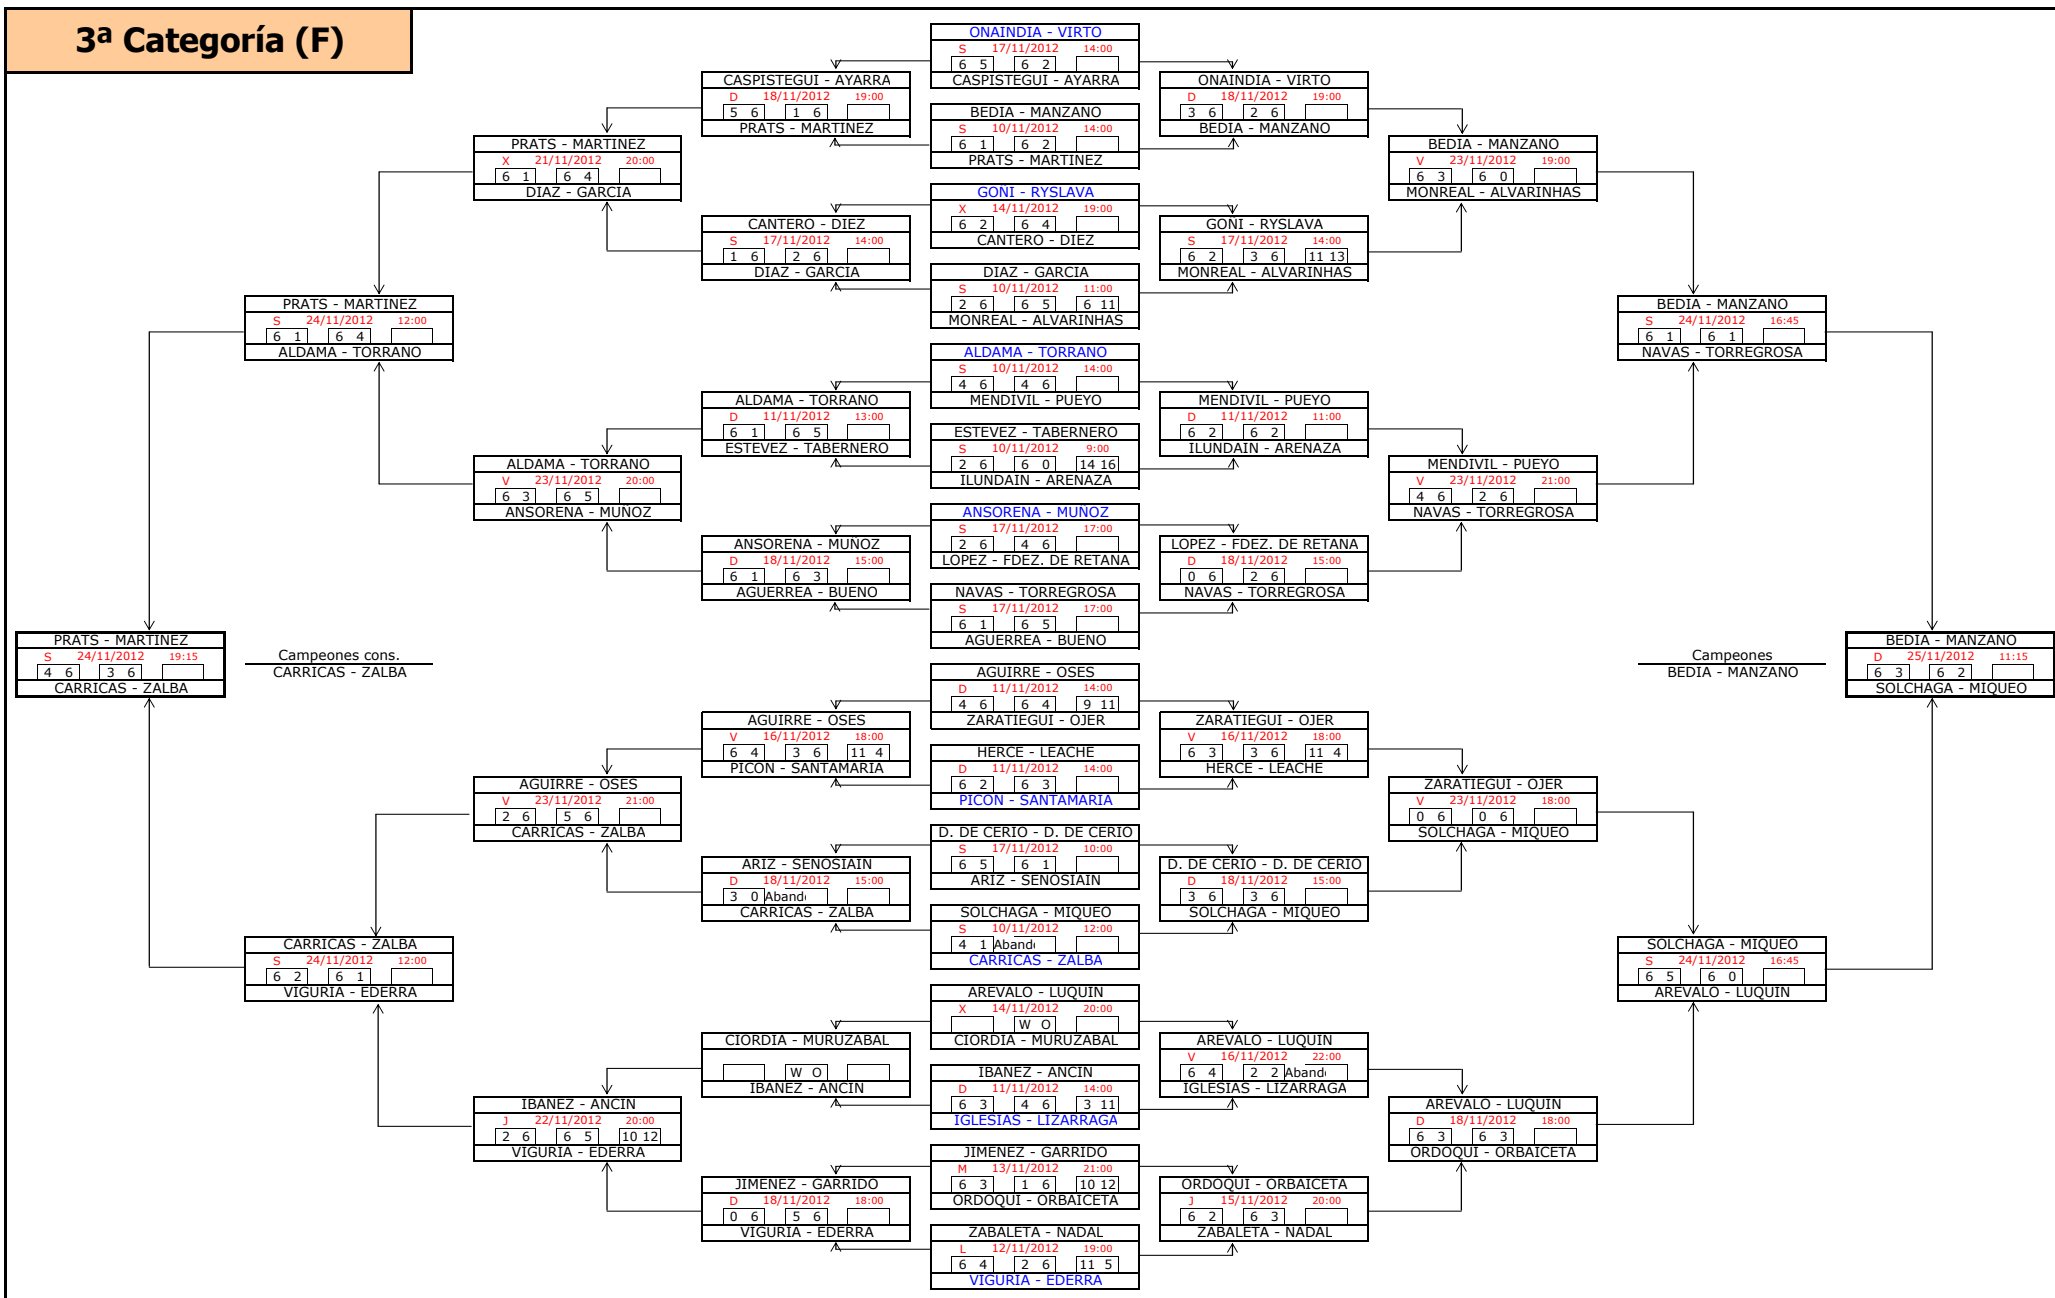 3ª Categoría (F)
ONAINDIA - VIRTO
S 17/11/2012 14:00
6 5 6 2
CASPISTEGUI - AYARRA
BEDIA - MANZANO
S 10/11/2012 14:00
6 1 6 2
PRATS - MARTINEZ
GOÑI - RYSLAVA
X 14/11/2012 19:00
6 2 6 4
CANTERO - DIEZ
DIAZ - GARCIA
S 10/11/2012 11:00
2 6 6 5 6 11
MONREAL - ALVARINHAS
ALDAMA - TORRANO
S 10/11/2012 14:00
4 6 4 6
MENDIVIL - PUEYO
ESTEVEZ - TABERNERO
S 10/11/2012 9:00
2 6 6 0 14 16
ILUNDAIN - ARENAZA
ANSORENA - MUÑOZ
S 17/11/2012 17:00
2 6 4 6
LOPEZ - FDEZ. DE RETANA
NAVAS - TORREGROSA
S 17/11/2012 17:00
6 1 6 5
AGUERREA - BUENO
AGUIRRE - OSES
D 11/11/2012 14:00
4 6 6 4 9 11
ZARATIEGUI - OJER
HERCE - LEACHE
D 11/11/2012 14:00
6 2 6 3
PICON - SANTAMARIA
D. DE CERIO - D. DE CERIO
S 17/11/2012 10:00
6 5 6 1
ARIZ - SENOSIAIN
SOLCHAGA - MIQUEO
S 10/11/2012 12:00
4 1 Aband
CARRICAS - ZALBA
AREVALO - LUQUIN
X 14/11/2012 20:00
W O
CIORDIA - MURUZABAL
IBAÑEZ - ANCIN
D 11/11/2012 14:00
6 3 4 6 3 11
IGLESIAS - LIZARRAGA
JIMENEZ - GARRIDO
M 13/11/2012 21:00
6 3 1 6 10 12
ORDOQUI - ORBAICETA
ZABALETA - NADAL
L 12/11/2012 19:00
6 4 2 6 11 5
VIGURIA - EDERRA
CASPISTEGUI - AYARRA
D 18/11/2012 19:00
5 6 1 6
PRATS - MARTINEZ
CANTERO - DIEZ
S 17/11/2012 14:00
1 6 2 6
DIAZ - GARCIA
ALDAMA - TORRANO
D 11/11/2012 13:00
6 1 6 5
ESTEVEZ - TABERNERO
ANSORENA - MUÑOZ
D 18/11/2012 15:00
6 1 6 3
AGUERREA - BUENO
AGUIRRE - OSES
V 16/11/2012 18:00
6 4 3 6 11 4
PICON - SANTAMARIA
ARIZ - SENOSIAIN
D 18/11/2012 15:00
3 0 Aband
CARRICAS - ZALBA
CIORDIA - MURUZABAL
W O
IBAÑEZ - ANCIN
JIMENEZ - GARRIDO
D 18/11/2012 18:00
0 6 5 6
VIGURIA - EDERRA
PRATS - MARTINEZ
X 21/11/2012 20:00
6 1 6 4
DIAZ - GARCIA
ALDAMA - TORRANO
V 23/11/2012 20:00
6 3 6 5
ANSORENA - MUÑOZ
AGUIRRE - OSES
V 23/11/2012 21:00
2 6 5 6
CARRICAS - ZALBA
IBAÑEZ - ANCIN
J 22/11/2012 20:00
2 6 6 5 10 12
VIGURIA - EDERRA
PRATS - MARTINEZ
S 24/11/2012 12:00
6 1 6 4
ALDAMA - TORRANO
CARRICAS - ZALBA
S 24/11/2012 12:00
6 2 6 1
VIGURIA - EDERRA
PRATS - MARTINEZ
S 24/11/2012 19:15
4 6 3 6
CARRICAS - ZALBA
Campeones cons.
CARRICAS - ZALBA
ONAINDIA - VIRTO
D 18/11/2012 19:00
3 6 2 6
BEDIA - MANZANO
GOÑI - RYSLAVA
S 17/11/2012 14:00
6 2 3 6 11 13
MONREAL - ALVARINHAS
MENDIVIL - PUEYO
D 11/11/2012 11:00
6 2 6 2
ILUNDAIN - ARENAZA
LOPEZ - FDEZ. DE RETANA
D 18/11/2012 15:00
0 6 2 6
NAVAS - TORREGROSA
ZARATIEGUI - OJER
V 16/11/2012 18:00
6 3 3 6 11 4
HERCE - LEACHE
D. DE CERIO - D. DE CERIO
D 18/11/2012 15:00
3 6 3 6
SOLCHAGA - MIQUEO
AREVALO - LUQUIN
V 16/11/2012 22:00
6 4 2 2 Aband
IGLESIAS - LIZARRAGA
ORDOQUI - ORBAICETA
J 15/11/2012 20:00
6 2 6 3
ZABALETA - NADAL
BEDIA - MANZANO
V 23/11/2012 19:00
6 3 6 0
MONREAL - ALVARINHAS
MENDIVIL - PUEYO
V 23/11/2012 21:00
4 6 2 6
NAVAS - TORREGROSA
ZARATIEGUI - OJER
V 23/11/2012 18:00
0 6 0 6
SOLCHAGA - MIQUEO
AREVALO - LUQUIN
D 18/11/2012 18:00
6 3 6 3
ORDOQUI - ORBAICETA
BEDIA - MANZANO
S 24/11/2012 16:45
6 1 6 1
NAVAS - TORREGROSA
SOLCHAGA - MIQUEO
S 24/11/2012 16:45
6 5 6 0
AREVALO - LUQUIN
Campeones
BEDIA - MANZANO
BEDIA - MANZANO
D 25/11/2012 11:15
6 3 6 2
SOLCHAGA - MIQUEO